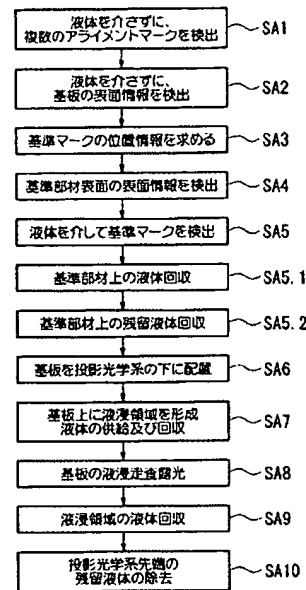 液体を介さずに、
複数のアライメントマークを検出
SA1
液体を介さずに、
基板の表面情報を検出
SA2
基準マークの位置情報を求める
SA3
基準部材表面の表面情報を検出
SA4
液体を介して基準マークを検出
SA5
基準部材上の液体回収
SA5.1
基準部材上の残留液体回収
SA5.2
基板を投影光学系の下に配置
SA6
基板上に液浸領域を形成
液体の供給及び回収
SA7
基板の液浸走査露光
SA8
液浸領域の液体回収
SA9
投影光学系先端の
残留液体の除去
SA10